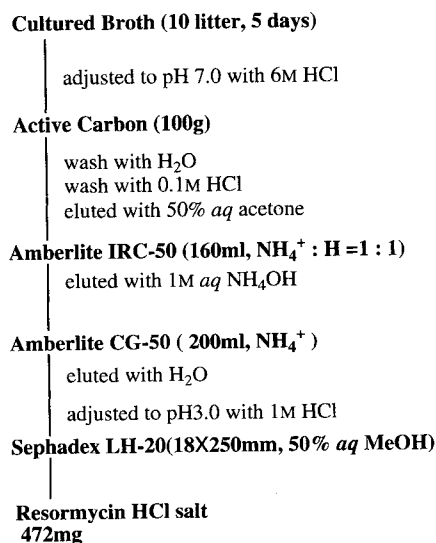 Cultured Broth (10 litter, 5 days)
adjusted to pH 7.0 with 6M HCl
Active Carbon (100g)
wash with H₂O
wash with 0.1M HCl
eluted with 50% aq acetone
Amberlite IRC-50 (160ml, NH₄⁺ : H =1 : 1)
eluted with 1M aq NH₄OH
Amberlite CG-50 ( 200ml, NH₄⁺ )
eluted with H₂O
adjusted to pH3.0 with 1M HCl
Sephadex LH-20(18X250mm, 50% aq MeOH)
Resormycin HCl salt
472mg